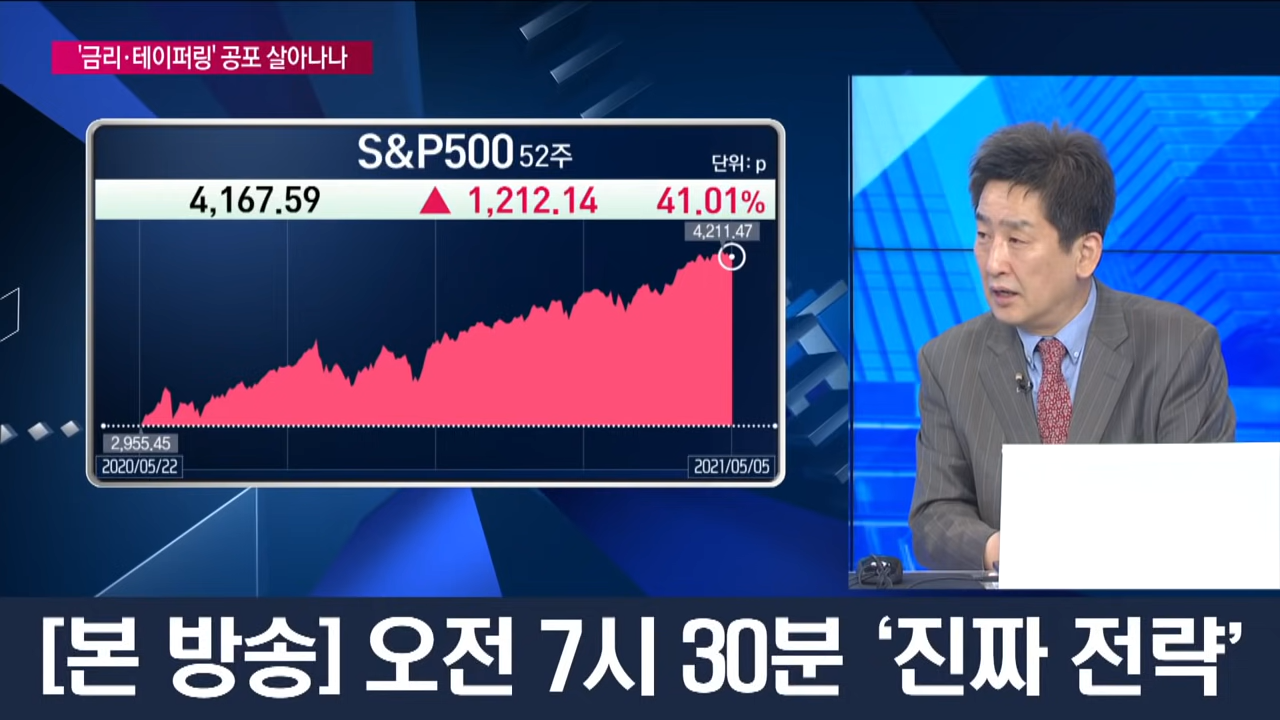 '금리·테이퍼링' 공포 살아나나
S&P500 52주
단위: p
4,167.59 ▲ 1,212.14 41.01%
4,211.47
2,955.45
2020/05/22 2021/05/05
[본 방송] 오전 7시 30분 ‘진짜 전략’